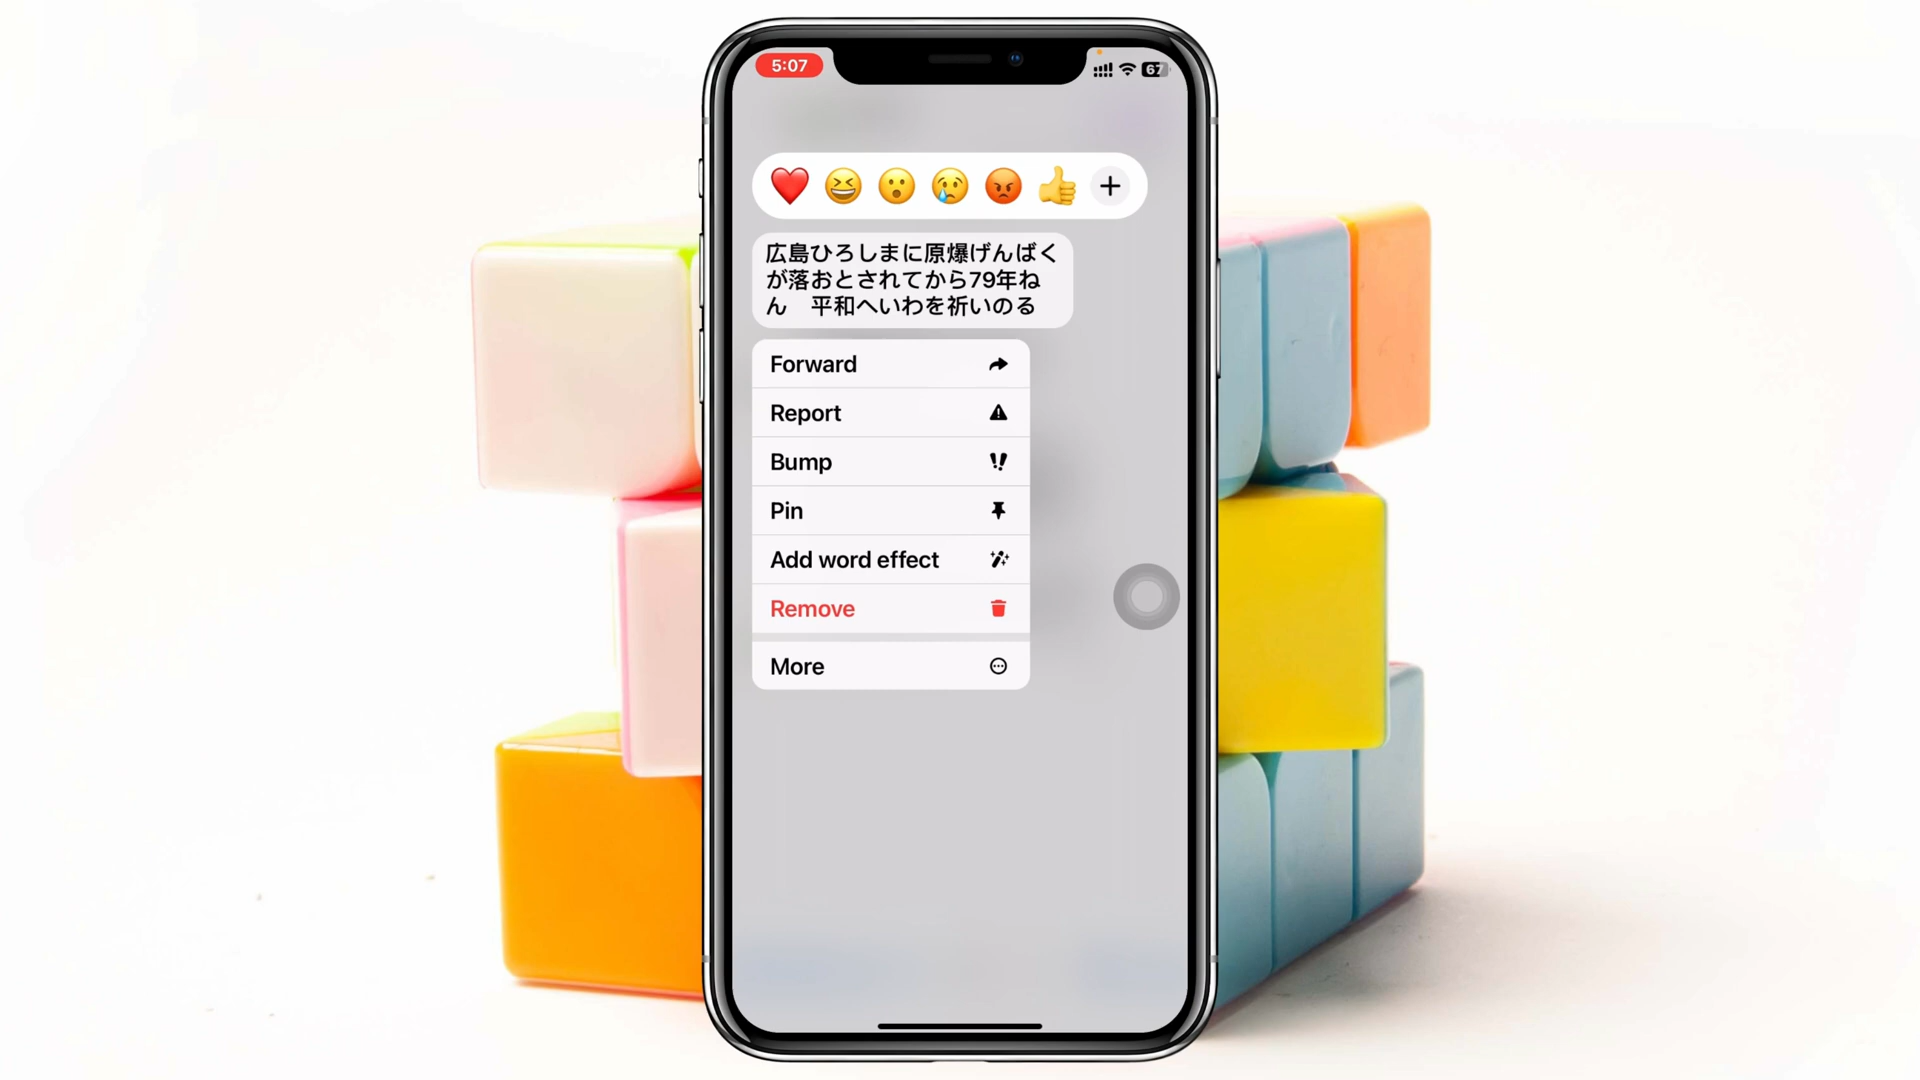 5:07
67
広島ひろしまに原爆げんばく
が落おとされてから79年ね
ん　平和へいわを祈いのる
Forward
Report
Bump
Pin
Add word effect
Remove
More